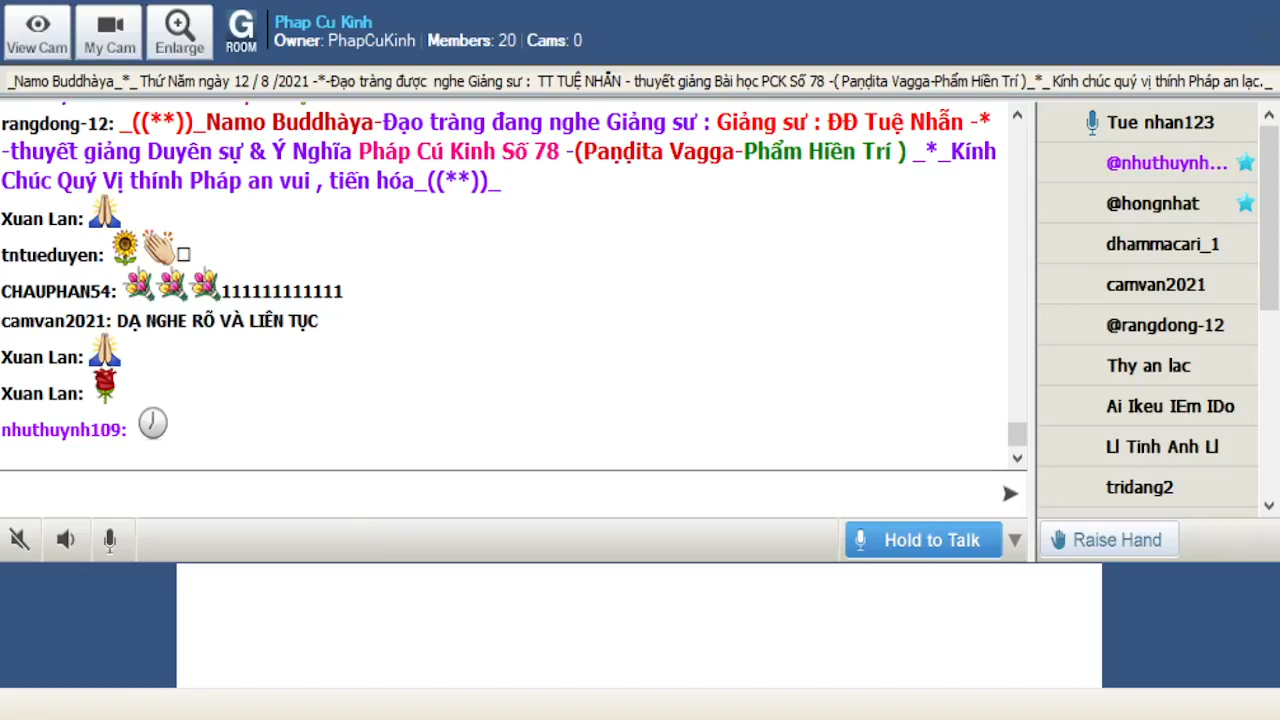 View Cam
My Cam
Enlarge
G
ROOM
Phap Cu Kinh
Owner: PhapCuKinh | Members: 20 | Cams: 0
_Namo Buddhàya_*_ Thứ Năm ngày 12 / 8 /2021 -*-Đạo tràng được nghe Giảng sư : TT TUỆ NHẪN - thuyết giảng Bài học PCK Số 78 -( Paṇḍita Vagga-Phẩm Hiền Trí )_*_ Kính chúc quý vị thính Pháp an lạc._
rangdong-12: _((**))_Namo Buddhàya-Đạo tràng đang nghe Giảng sư : Giảng sư : ĐĐ Tuệ Nhẫn -*
-thuyết giảng Duyên sự & Ý Nghĩa Pháp Cú Kinh Số 78 -(Paṇḍita Vagga-Phẩm Hiền Trí ) _*_Kính
Chúc Quý Vị thính Pháp an vui , tiến hóa_((**))_
Xuan Lan:
tntueduyen:
CHAUPHAN54: 111111111111
camvan2021: DẠ NGHE RÕ VÀ LIÊN TỤC
Xuan Lan:
Xuan Lan:
nhuthuynh109:
Tue nhan123
@nhuthuynh...
@hongnhat
dhammacari_1
camvan2021
@rangdong-12
Thy an lac
Ai Ikeu IEm IDo
Ll Tinh Anh Ll
tridang2
Hold to Talk
Raise Hand